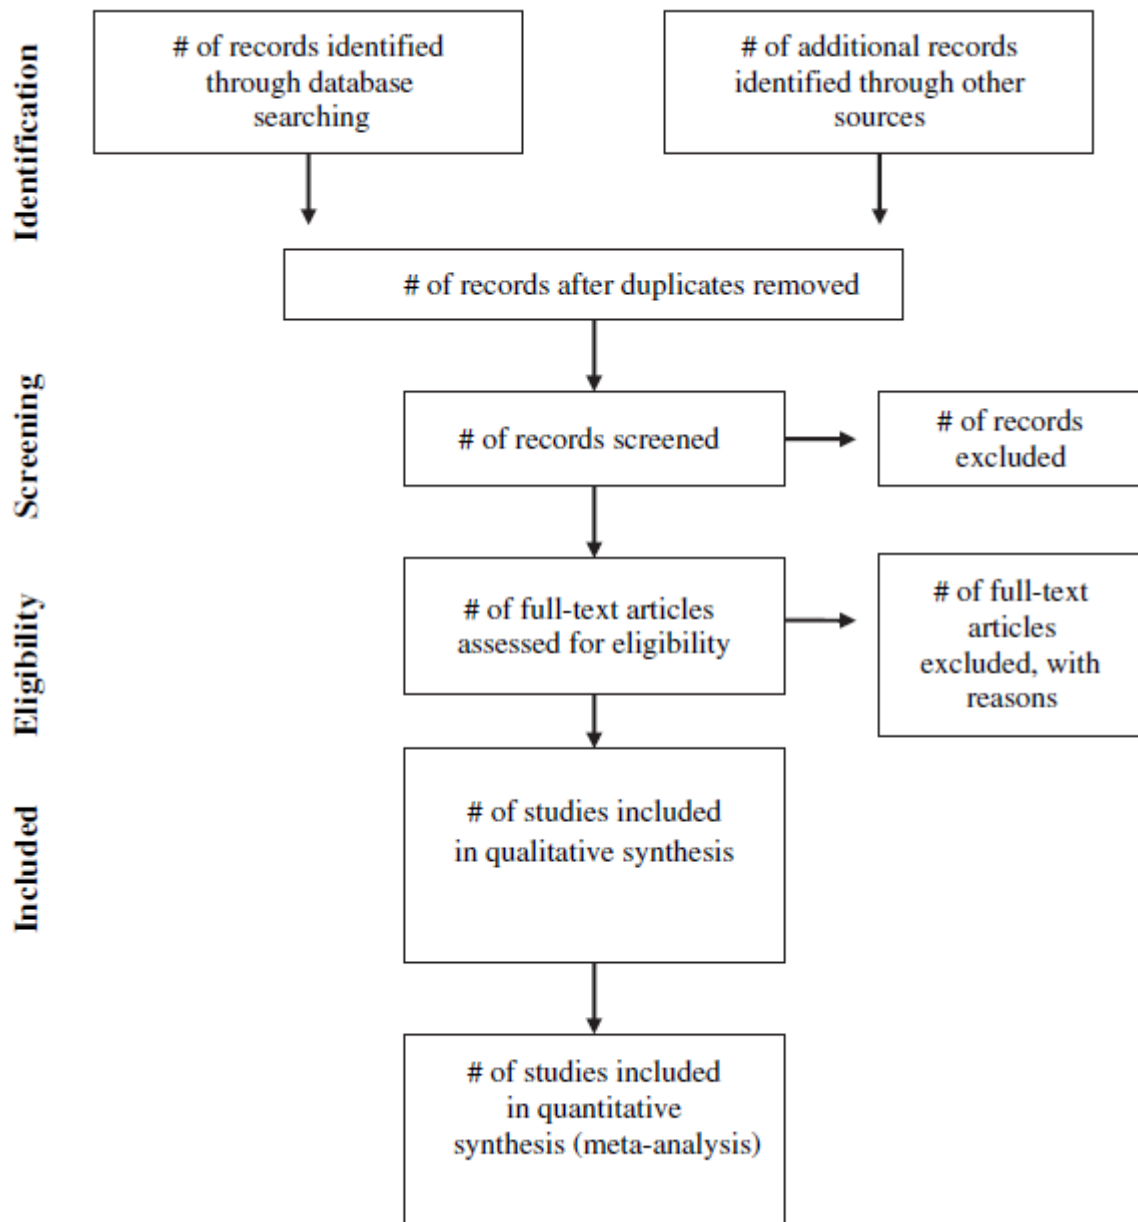 Identification
# of records identified
through database
searching
# of additional records
identified through other
sources
# of records after duplicates removed
Screening
# of records screened
# of records
excluded
Eligibility
# of full-text articles
assessed for eligibility
# of full-text
articles
excluded, with
reasons
Included
# of studies included
in qualitative synthesis
# of studies included
in quantitative
synthesis (meta-analysis)